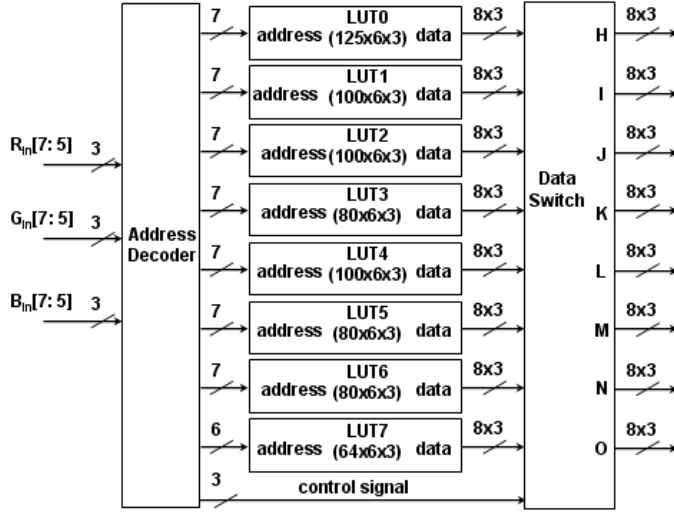 7 LUT0 8x3 H 8x3
address (125x6x3) data
7 LUT1 8x3 I 8x3
address (100x6x3) data
7 LUT2 8x3 J 8x3
address (100x6x3) data
R_In[7: 5] 3
7 LUT3 8x3 K 8x3
address (80x6x3) data
Data
Switch
G_In[7: 5] 3
Address
Decoder
7 LUT4 8x3 L 8x3
address (100x6x3) data
B_In[7: 5] 3
7 LUT5 8x3 M 8x3
address (80x6x3) data
7 LUT6 8x3 N 8x3
address (80x6x3) data
6 LUT7 8x3 O 8x3
address (64x6x3) data
3 control signal